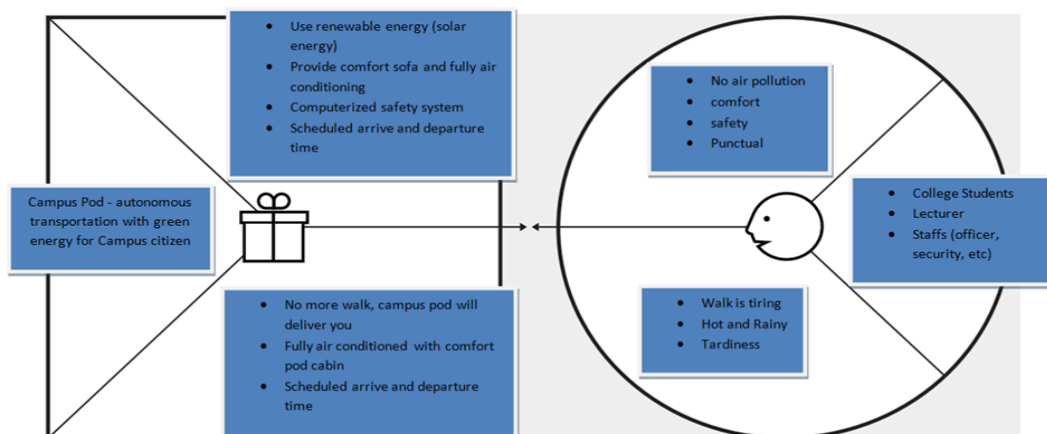 • Use renewable energy (solar
energy)
• Provide comfort sofa and fully air
conditioning
• Computerized safety system
• Scheduled arrive and departure
time
Campus Pod - autonomous
transportation with green
energy for Campus citizen
• No more walk, campus pod will
deliver you
• Fully air conditioned with comfort
pod cabin
• Scheduled arrive and departure
time
• No air pollution
• comfort
• safety
• Punctual
• College Students
• Lecturer
• Staffs (officer,
security, etc)
• Walk is tiring
• Hot and Rainy
• Tardiness